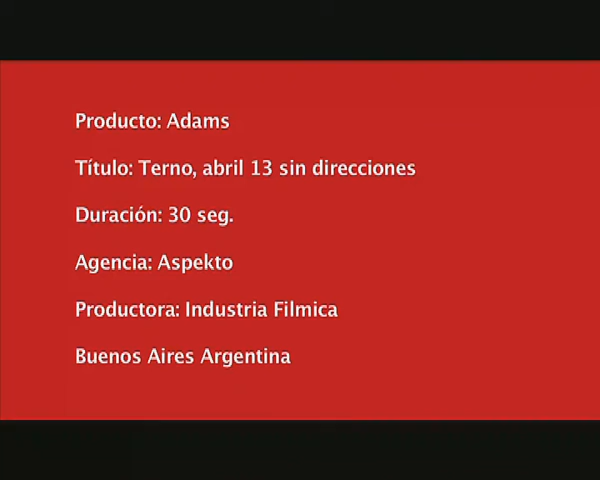 Producto: Adams
Título: Terno, abril 13 sin direcciones
Duración: 30 seg.
Agencia: Aspekto
Productora: Industria Filmica
Buenos Aires Argentina